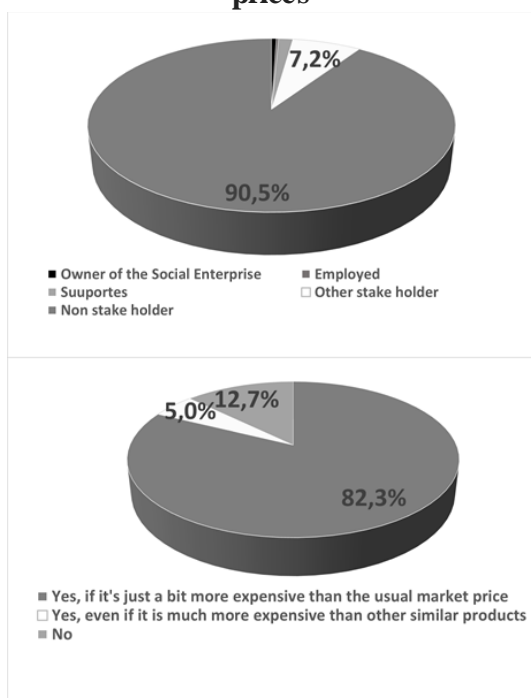 prices
7,2%
90,5%
■ Owner of the Social Enterprise ■ Employed
■ Suuportes □ Other stake holder
■ Non stake holder
12,7%
5,0%
82,3%
■ Yes, if it's just a bit more expensive than the usual market price
□ Yes, even if it is much more expensive than other similar products
■ No